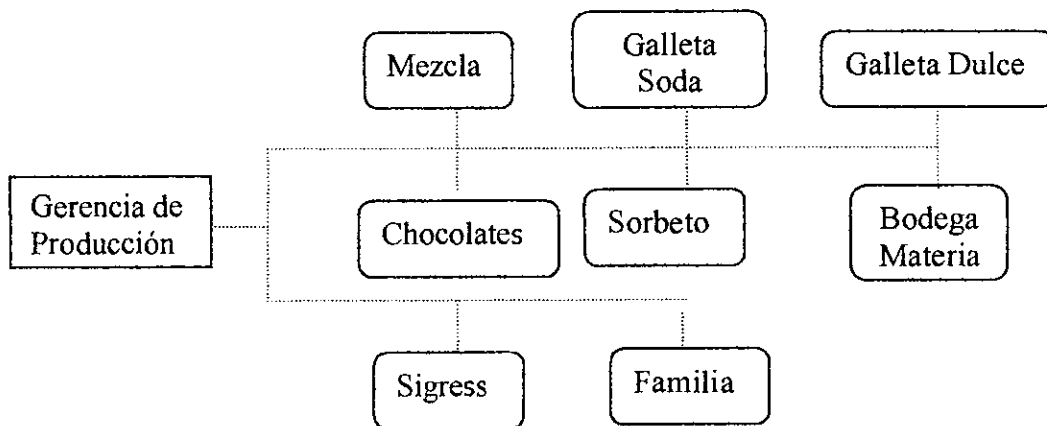 Mezcla
Galleta
Soda
Galleta Dulce
Gerencia de
Producción
Chocolates
Sorbeto
Bodega
Materia
Sigress
Familia